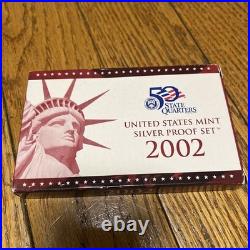 50
STATE
QUARTERS
UNITED STATES MINT
SILVER PROOF SET™
2002